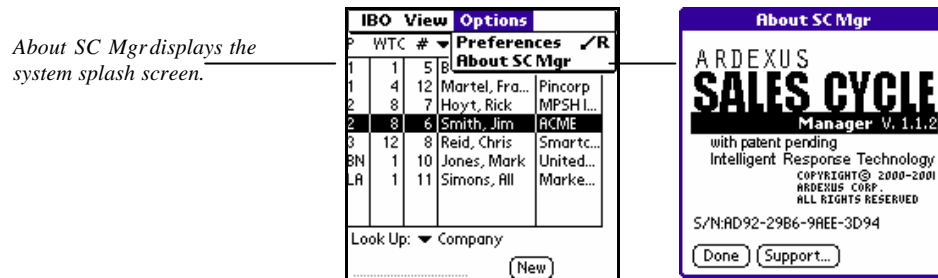 About SC Mgr displays the
system splash screen.
IBO View Options
Preferences /R
About SC Mgr
P WTC #
1 1 5 B
1 4 12 Martel, Fra... Pincorp
2 8 7 Hoyt, Rick MPSH I...
2 8 6 Smith, Jim ACME
3 12 8 Reid, Chris Smartc...
BN 1 10 Jones, Mark United...
LA 1 11 Simons, All Marke...
Look Up: Company
New
About SC Mgr
ARDEXUS
SALES CYCLE
Manager V. 1.1.2
with patent pending
Intelligent Response Technology
COPYRIGHT© 2000-2001
ARDEXUS CORP.
ALL RIGHTS RESERVED
S/N:AD92-29B6-9AEE-3D94
Done Support...